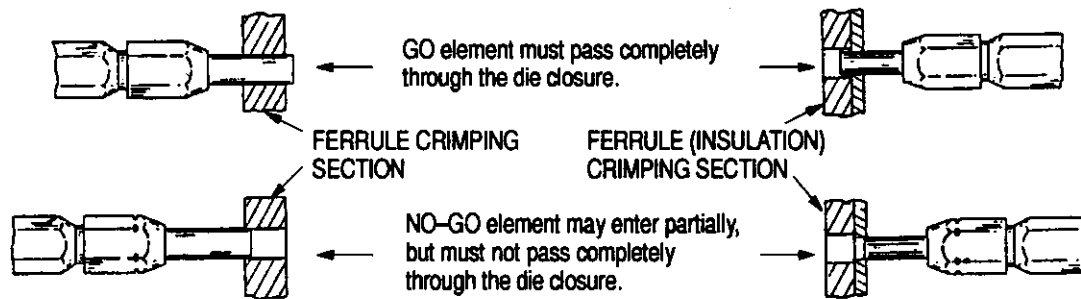 GO element must pass completely
through the die closure.
FERRULE CRIMPING
SECTION
FERRULE (INSULATION)
CRIMPING SECTION
NO–GO element may enter partially,
but must not pass completely
through the die closure.